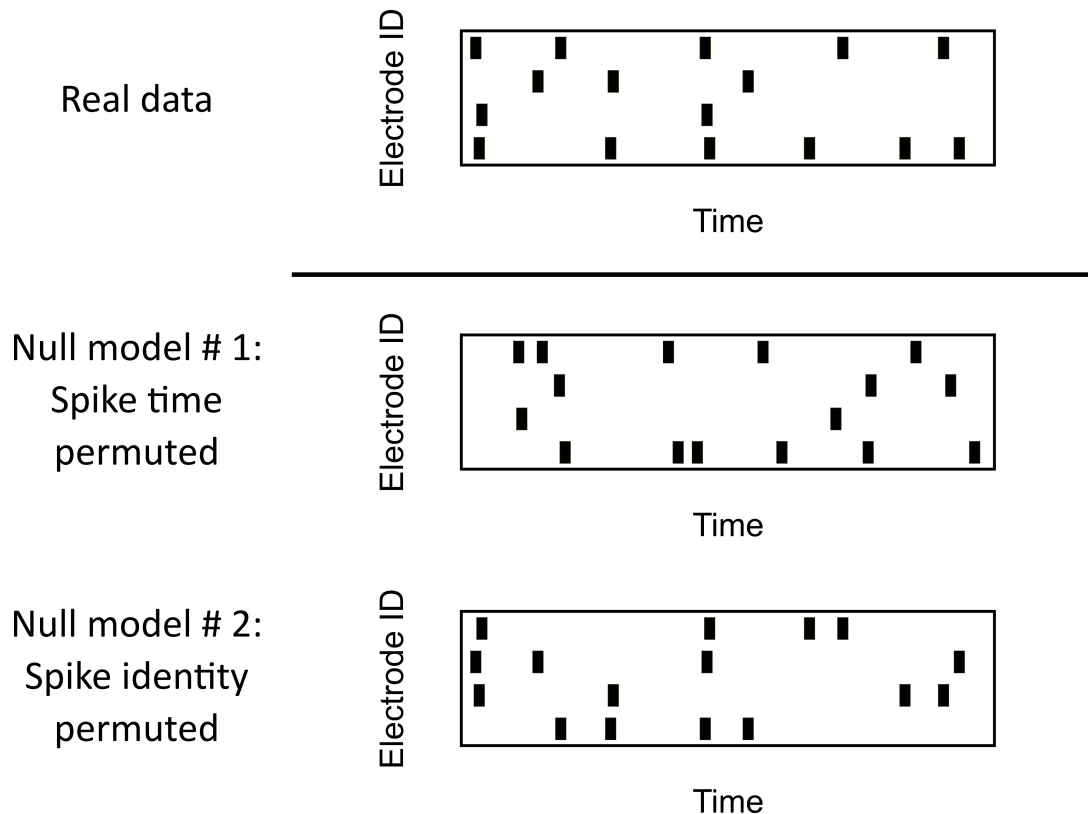 Real data
Electrode ID
Time
Null model # 1:
Spike time
permuted
Electrode ID
Time
Null model # 2:
Spike identity
permuted
Electrode ID
Time